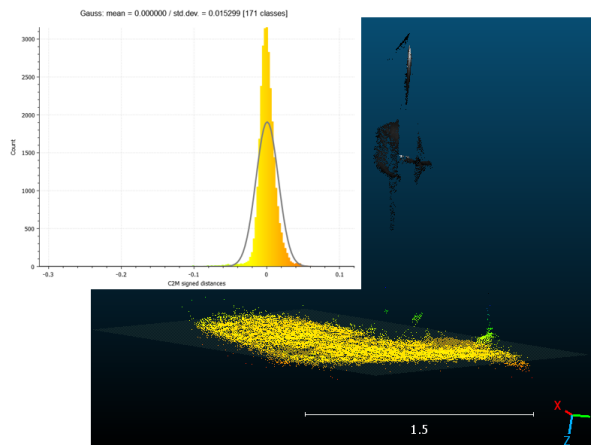 Gauss: mean = 0.000000 / std.dev. = 0.015299 [171 classes]
3000
2500
2000
1500
1000
500
0
Count
-0.3
-0.2
-0.1
0
0.1
C2M signed distances
1.5
X
Z